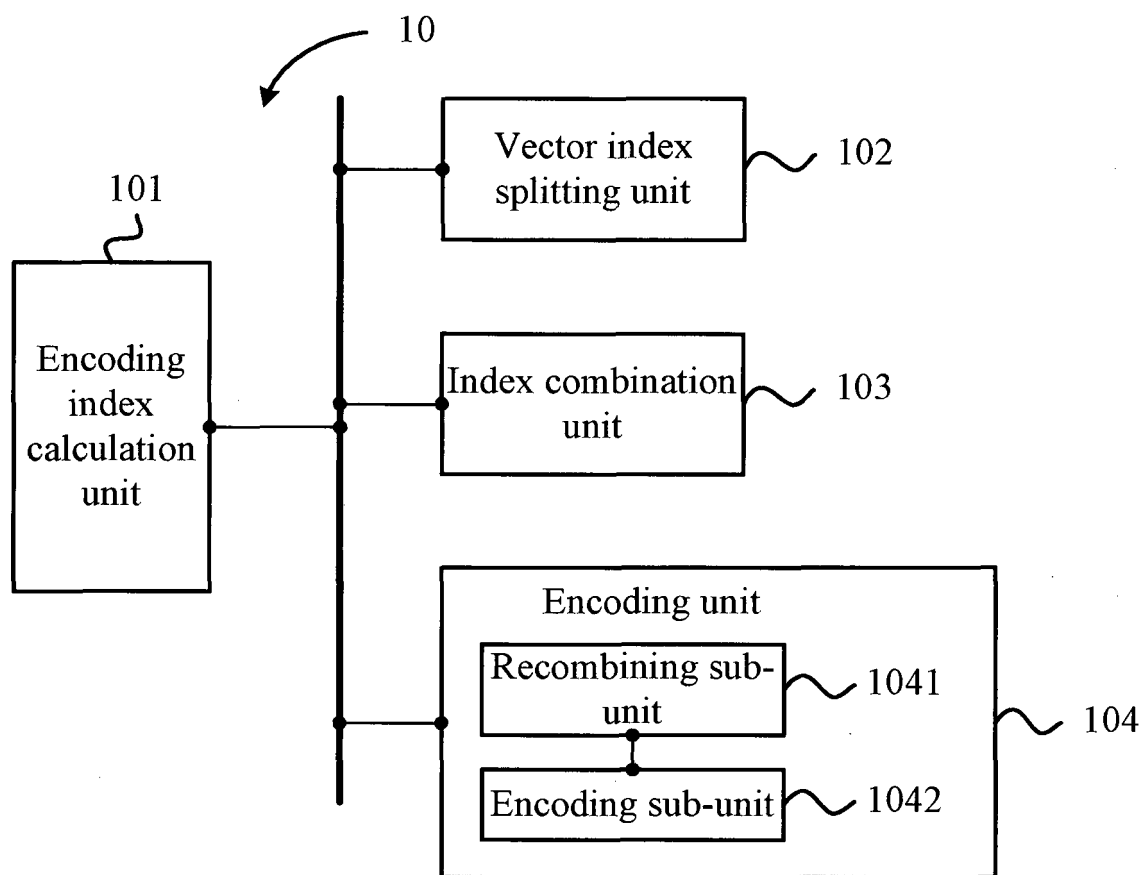 10
Vector index
splitting unit
102
101
Encoding
index
calculation
unit
Index combination
unit
103
Encoding unit
Recombining sub-
unit
1041
104
Encoding sub-unit
1042